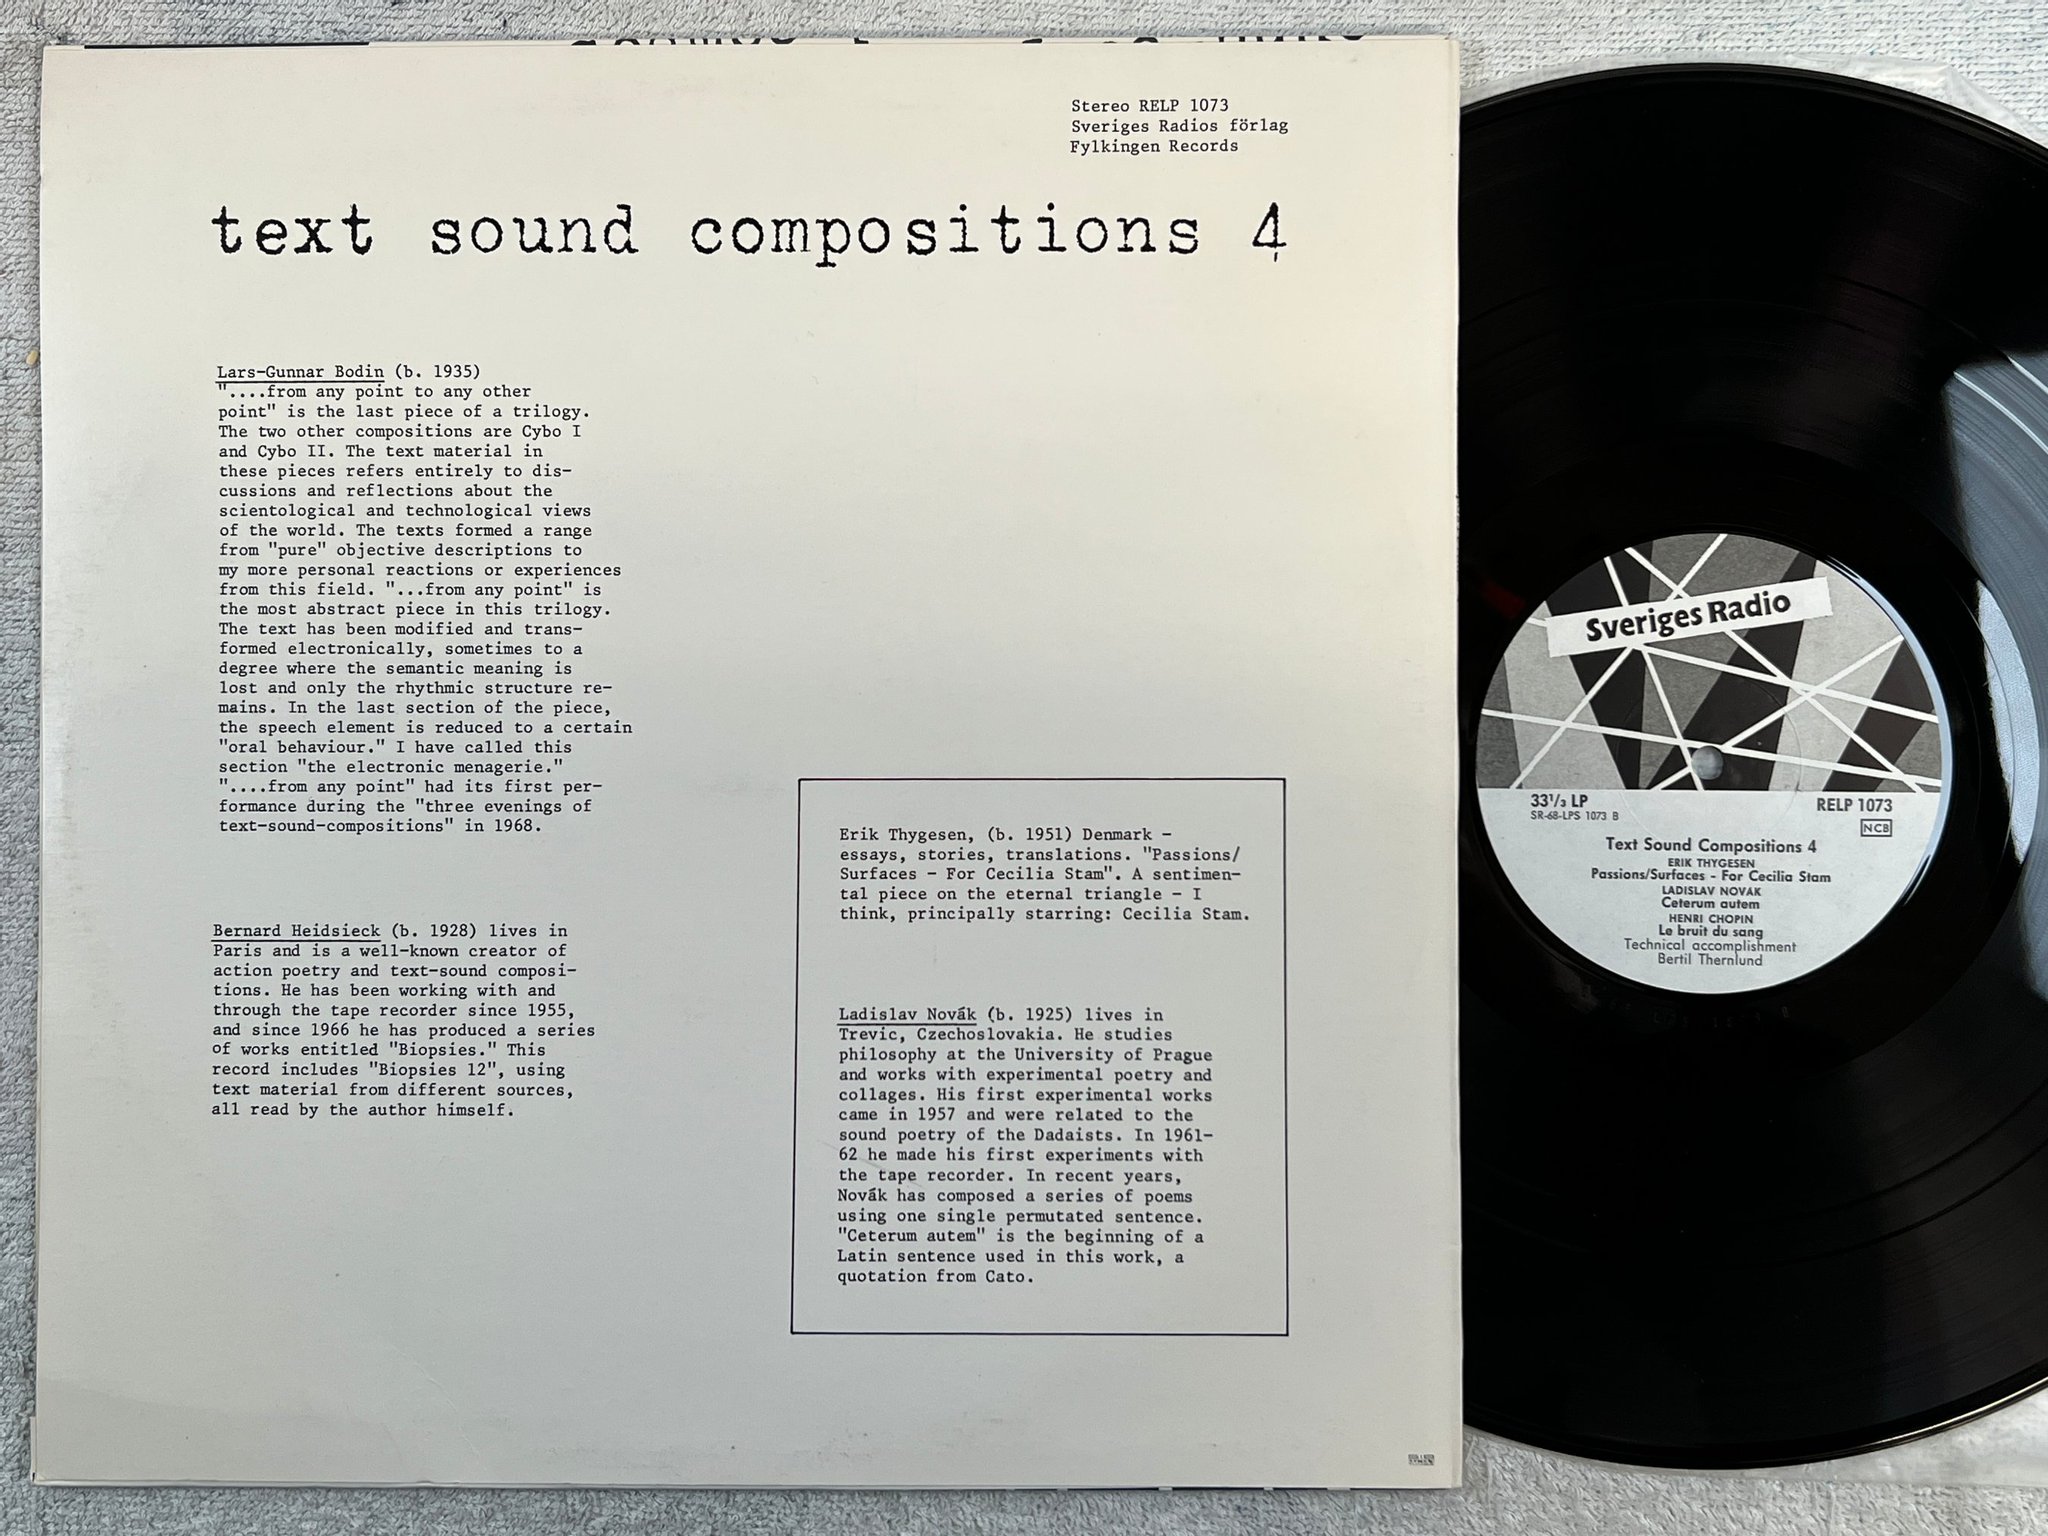 Stereo RELP 1073
Sveriges Radios förlag
Fylkingen Records
text sound compositions 4
Lars-Gunnar Bodin (b. 1935)
"....from any point to any other
point" is the last piece of a trilogy.
The two other compositions are Cybo I
and Cybo II. The text material in
these pieces refers entirely to dis-
cussions and reflections about the
scientological and technological views
of the world. The texts formed a range
from "pure" objective descriptions to
my more personal reactions or experiences
from this field. "...from any point" is
the most abstract piece in this trilogy.
The text has been modified and trans-
formed electronically, sometimes to a
degree where the semantic meaning is
lost and only the rhythmic structure re-
mains. In the last section of the piece,
the speech element is reduced to a certain
"oral behaviour." I have called this
section "the electronic menagerie."
"....from any point" had its first per-
formance during the "three evenings of
text-sound-compositions" in 1968.
Bernard Heidsieck (b. 1928) lives in
Paris and is a well-known creator of
action poetry and text-sound composi-
tions. He has been working with and
through the tape recorder since 1955,
and since 1966 he has produced a series
of works entitled "Biopsies." This
record includes "Biopsies 12", using
text material from different sources,
all read by the author himself.
Erik Thygesen, (b. 1951) Denmark -
essays, stories, translations. "Passions/
Surfaces - For Cecilia Stam". A sentimen-
tal piece on the eternal triangle - I
think, principally starring: Cecilia Stam.
Ladislav Novák (b. 1925) lives in
Trevic, Czechoslovakia. He studies
philosophy at the University of Prague
and works with experimental poetry and
collages. His first experimental works
came in 1957 and were related to the
sound poetry of the Dadaists. In 1961-
62 he made his first experiments with
the tape recorder. In recent years,
Novák has composed a series of poems
using one single permutated sentence.
"Ceterum autem" is the beginning of a
Latin sentence used in this work, a
quotation from Cato.
Sveriges Radio
33 1/3 LP
RELP 1073
SR-68-LPS 1073 B
NCB
Text Sound Compositions 4
ERIK THYGESEN
Passions/Surfaces - For Cecilia Stam
LADISLAV NOVAK
Ceterum autem
HENRI CHOPIN
Le bruit du sang
Technical accomplishment
Bertil Thernlund